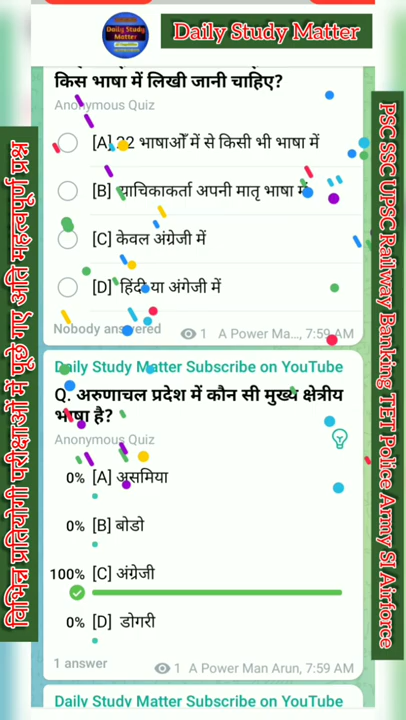 Daily Study
Matter
Daily Study Matter
किस भाषा में लिखी जानी चाहिए?
Anonymous Quiz
[A] 22 भाषाओं में से किसी भी भाषा में
[B] याचिकाकर्ता अपनी मातृ भाषा में
[C] केवल अंग्रेजी में
[D] हिंदी या अंगेजी में
Nobody answered
1 A Power Ma..., 7:59 AM
Daily Study Matter Subscribe on YouTube
Q. अरुणाचल प्रदेश में कौन सी मुख्य क्षेत्रीय
भाषा है?
Anonymous Quiz
0% [A] असमिया
0% [B] बोडो
100% [C] अंग्रेजी
0% [D] डोगरी
1 answer
1 A Power Man Arun, 7:59 AM
Daily Study Matter Subscribe on YouTube
विभिन्न प्रतियोगी परीक्षाओं में पूछे गए अति महत्वपूर्ण प्रश्न
PSC SSC UPSC Railway Banking TET Police Army SI Airforce